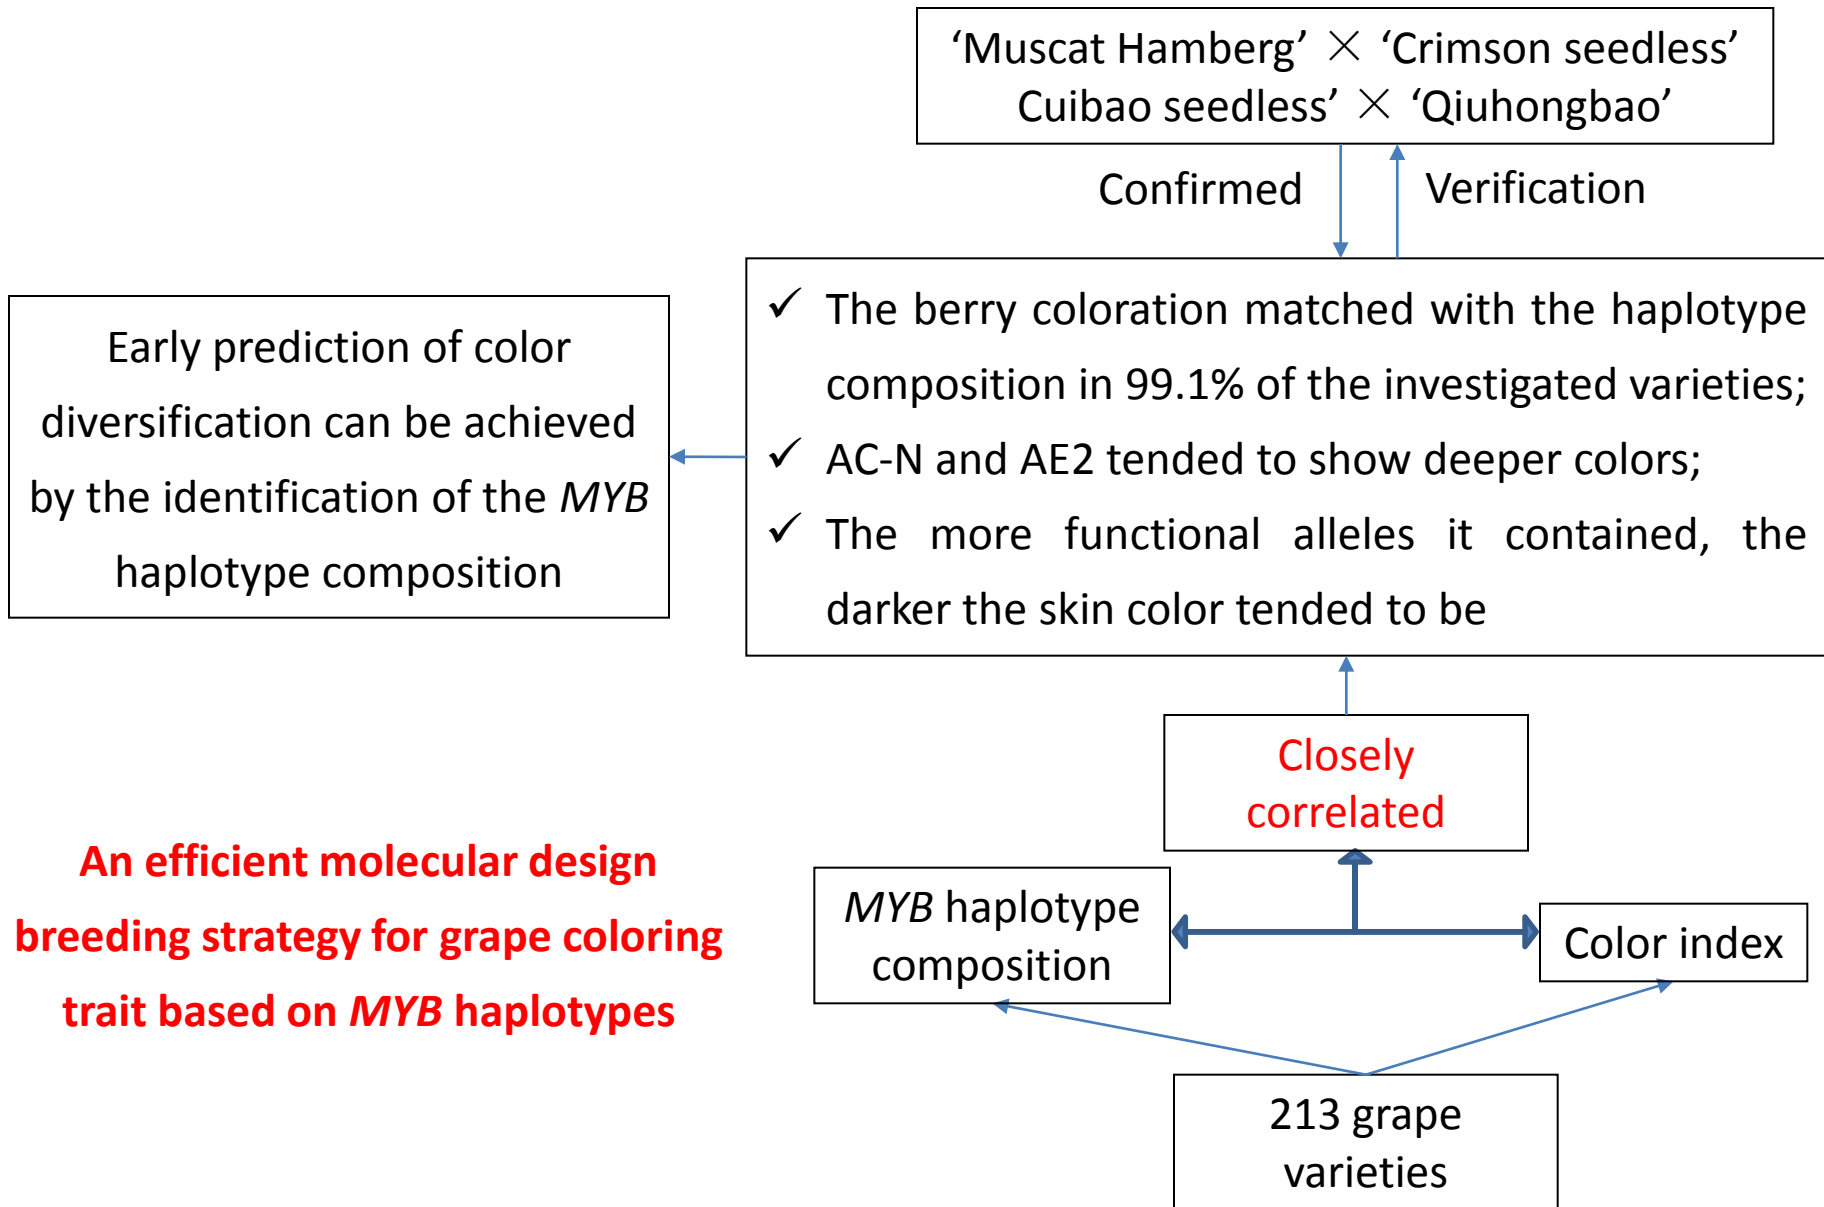 ‘Muscat Hamberg’ × ‘Crimson seedless’
Cuibao seedless’ × ‘Qiuhongbao’
Confirmed
Verification
✓ The berry coloration matched with the haplotype
composition in 99.1% of the investigated varieties;
✓ AC-N and AE2 tended to show deeper colors;
✓ The more functional alleles it contained, the
darker the skin color tended to be
Early prediction of color
diversification can be achieved
by the identification of the MYB
haplotype composition
Closely
correlated
An efficient molecular design
breeding strategy for grape coloring
trait based on MYB haplotypes
MYB haplotype
composition
Color index
213 grape
varieties